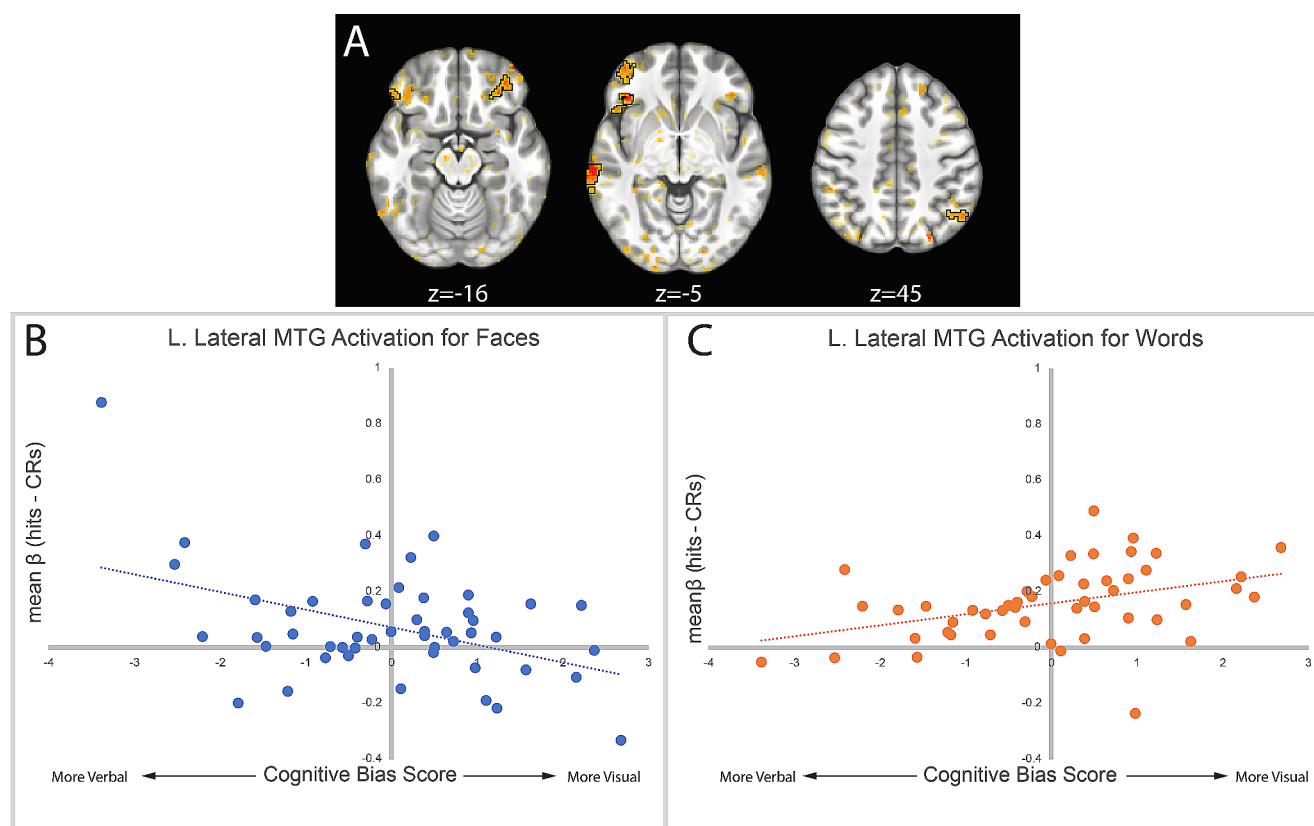 A
z=-16
z=-5
z=45
B
L. Lateral MTG Activation for Faces
1
0.8
0.6
0.4
0.2
0
-0.2
-0.4
-4
-3
-2
-1
0
1
2
3
mean β (hits - CRs)
More Verbal
Cognitive Bias Score
More Visual
C
L. Lateral MTG Activation for Words
1
0.8
0.6
0.4
0.2
0
-0.2
-0.4
-4
-3
-2
-1
0
1
2
3
meanβ (hits - CRs)
More Verbal
Cognitive Bias Score
More Visual